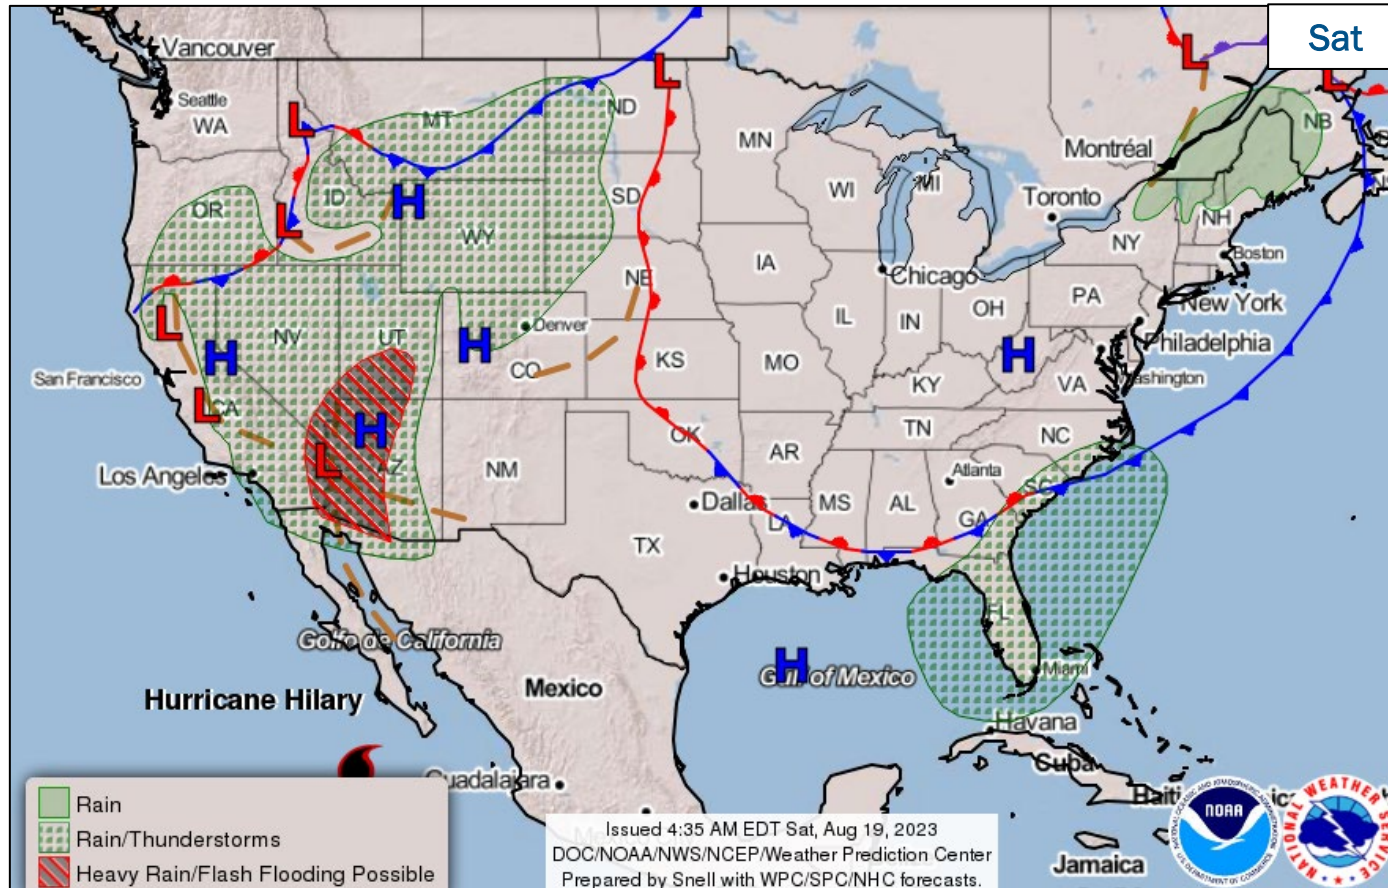 Sat
Vancouver
Seattle
WA
MT
ND
MN
Montréal
NB
OR
ID
SD
WI
MI
Toronto
NH
WY
NY
Boston
IA
NE
Chicago
New York
PA
OH
IL
IN
Denver
NV
UT
Philadelphia
CO
KS
MO
San Francisco
KY
VA
Washington
CA
OK
TN
NC
AR
Los Angeles
AZ
NM
Atlanta
SC
Dallas
MS
AL
GA
LA
TX
Houston
FL
Golfo de California
Gulf of Mexico
Miami
Hurricane Hilary
Mexico
Havana
Cuba
Guadalajara
Haiti
Jamaica
L
L
L
L
L
L
L
L
H
H
H
H
H
H
Rain
Rain/Thunderstorms
Heavy Rain/Flash Flooding Possible
Issued 4:35 AM EDT Sat, Aug 19, 2023
DOC/NOAA/NWS/NCEP/Weather Prediction Center
Prepared by Snell with WPC/SPC/NHC forecasts.
NOAA
NATIONAL WEATHER SERVICE